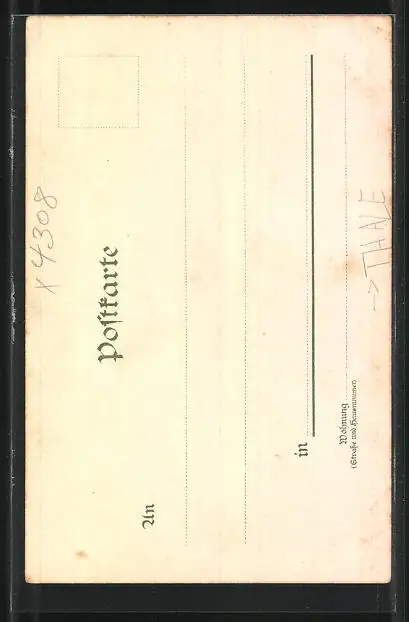 x 4308
Postkarte
An
in
Wohnung
(Straße und Hausnummer)
-> THALE